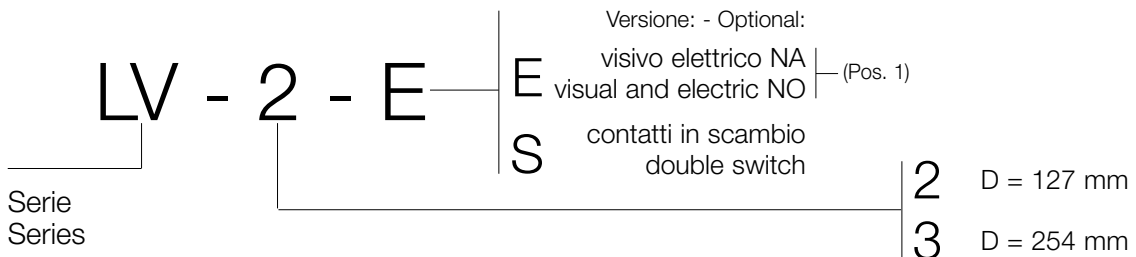 Versione: - Optional:
LV - 2 - E
E
visivo elettrico NA
visual and electric NO
(Pos. 1)
S
contatti in scambio
double switch
Serie
Series
2 D = 127 mm
3 D = 254 mm